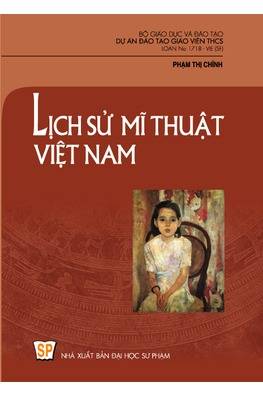 BỘ GIÁO DỤC VÀ ĐÀO TẠO
DỰ ÁN ĐÀO TẠO GIÁO VIÊN THCS
LOAN No 1718 - VIE (SF)
PHẠM THỊ CHỈNH
LỊCH SỬ MĨ THUẬT
VIỆT NAM
SP
NHÀ XUẤT BẢN ĐẠI HỌC SƯ PHẠM